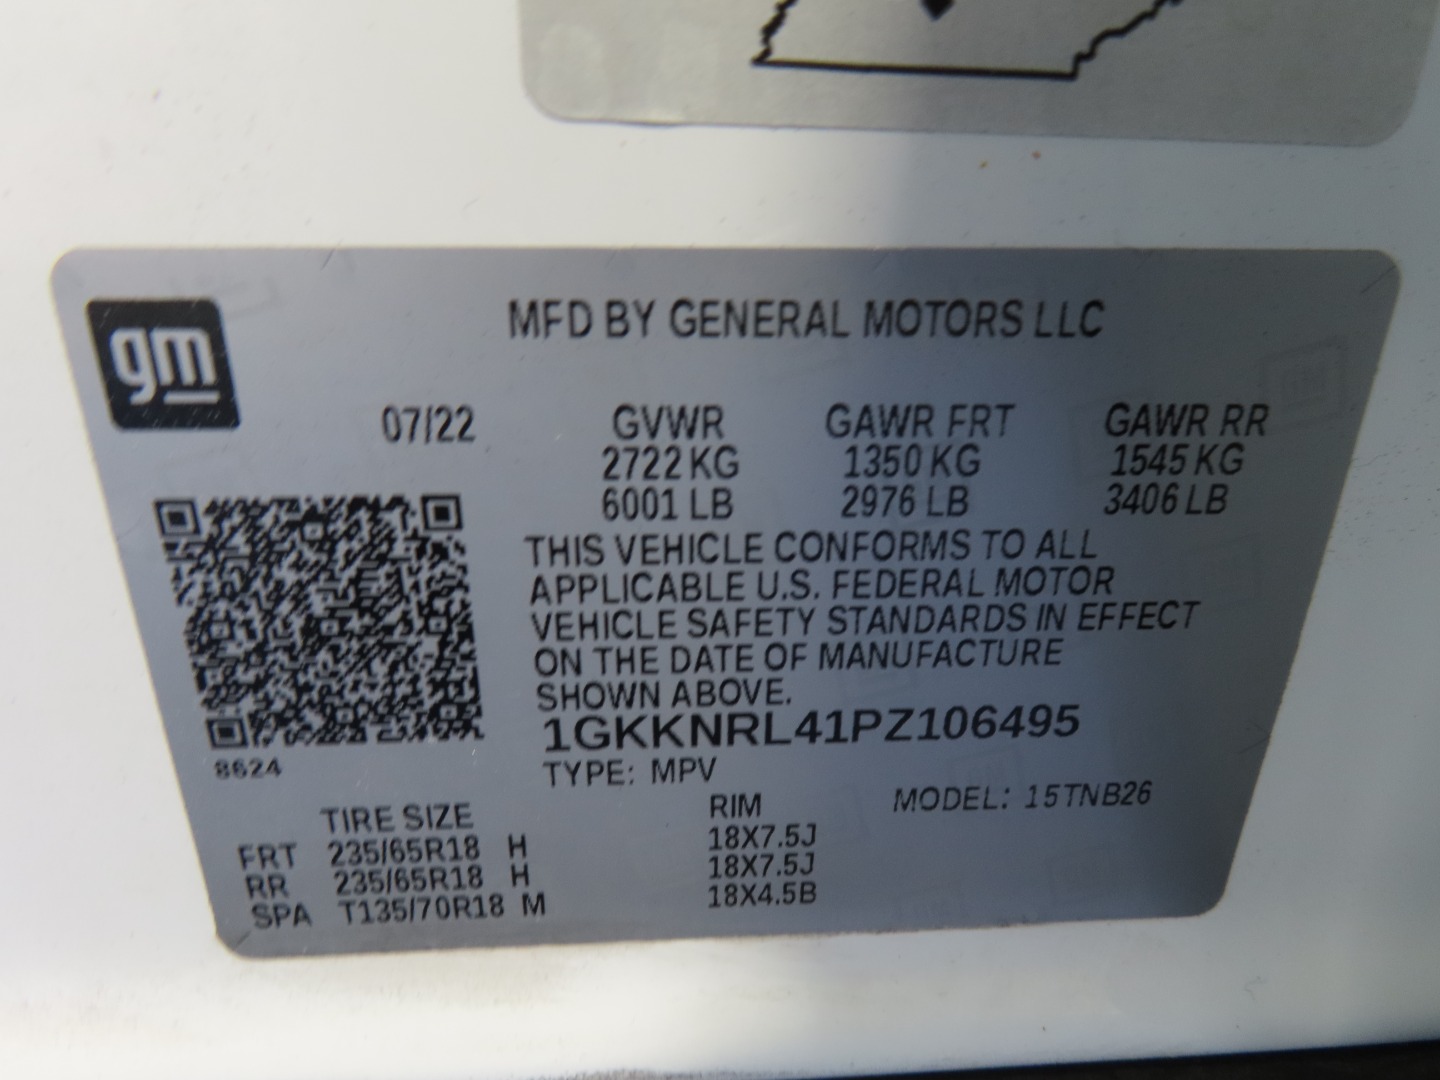 gm
MFD BY GENERAL MOTORS LLC
07/22 GVWR GAWR FRT GAWR RR
2722 KG 1350 KG 1545 KG
6001 LB 2976 LB 3406 LB
THIS VEHICLE CONFORMS TO ALL
APPLICABLE U.S. FEDERAL MOTOR
VEHICLE SAFETY STANDARDS IN EFFECT
ON THE DATE OF MANUFACTURE
SHOWN ABOVE.
1GKKNRL41PZ106495
8624
TYPE: MPV
MODEL: 15TNB26
TIRE SIZE RIM
FRT 235/65R18 H 18X7.5J
RR 235/65R18 H 18X7.5J
SPA T135/70R18 M 18X4.5B